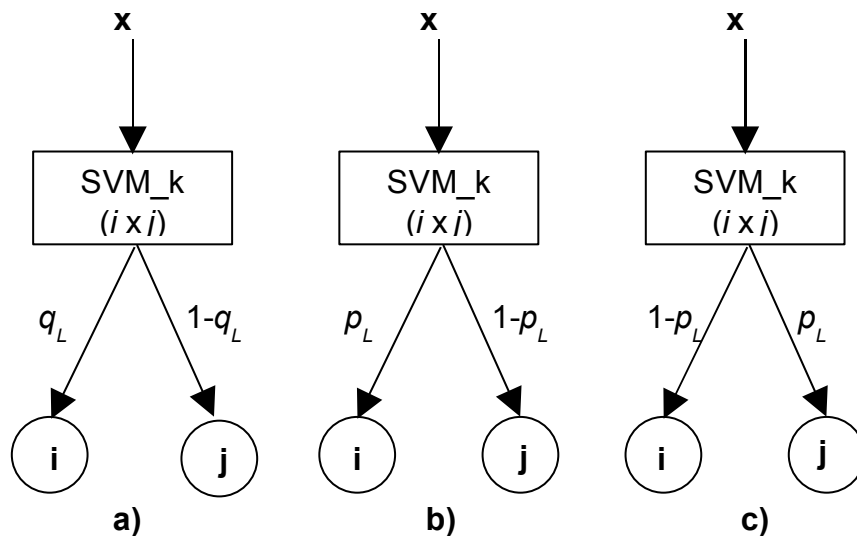 x x x
SVM_k SVM_k SVM_k
(i x j) (i x j) (i x j)
q_L 1-q_L p_L 1-p_L 1-p_L p_L
i j i j i j
a) b) c)